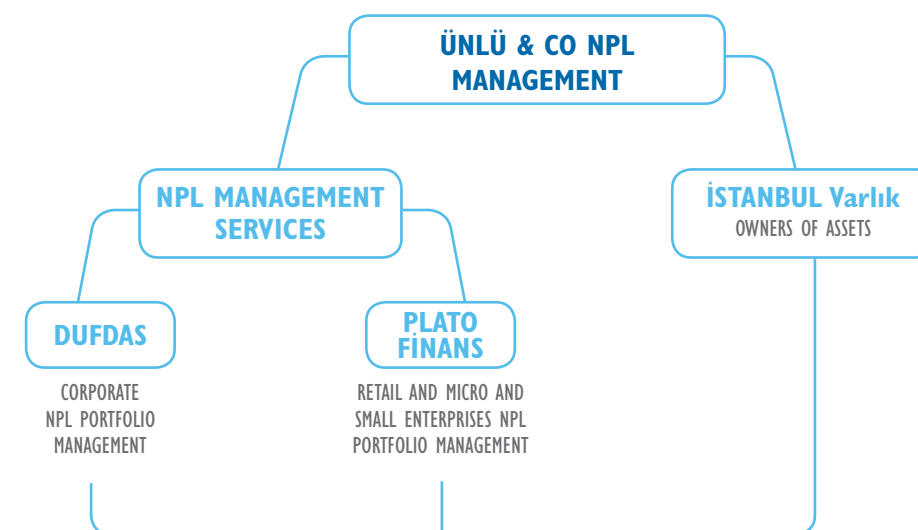 ÜNLÜ & CO NPL
MANAGEMENT
NPL MANAGEMENT
SERVICES
İSTANBUL Varlık
OWNERS OF ASSETS
DUFDAS
CORPORATE
NPL PORTFOLIO
MANAGEMENT
PLATO
FİNANS
RETAIL AND MICRO AND
SMALL ENTERPRISES NPL
PORTFOLIO MANAGEMENT